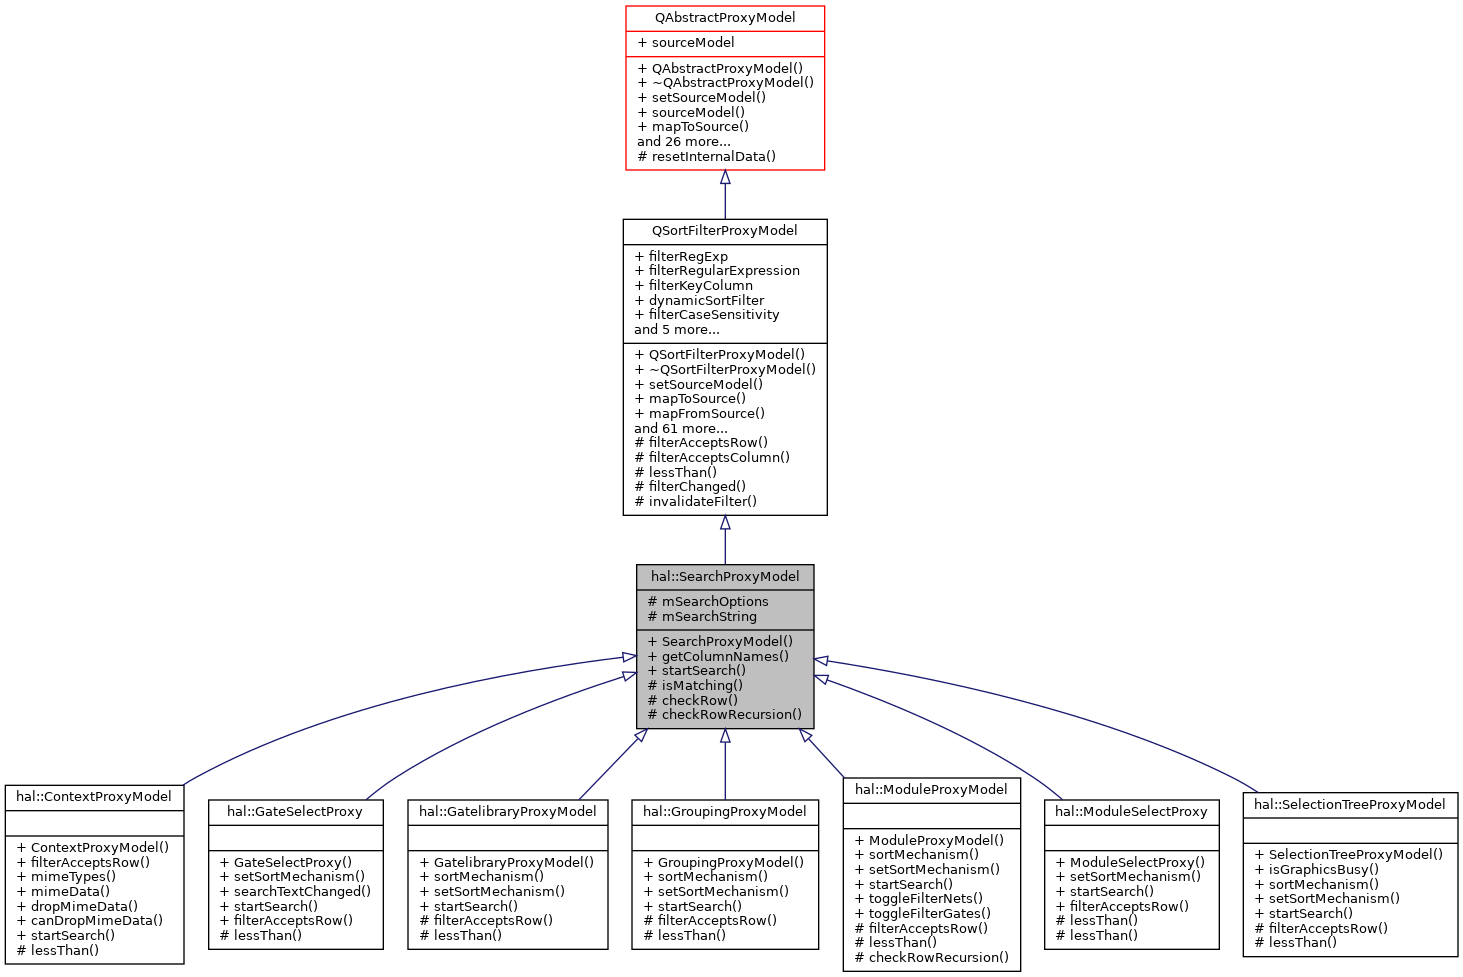 QAbstractProxyModel
+ sourceModel
+ QAbstractProxyModel()
+ ~QAbstractProxyModel()
+ setSourceModel()
+ sourceModel()
+ mapToSource()
and 26 more...
# resetInternalData()
QSortFilterProxyModel
+ filterRegExp
+ filterRegularExpression
+ filterKeyColumn
+ dynamicSortFilter
+ filterCaseSensitivity
and 5 more...
+ QSortFilterProxyModel()
+ ~QSortFilterProxyModel()
+ setSourceModel()
+ mapToSource()
+ mapFromSource()
and 61 more...
# filterAcceptsRow()
# filterAcceptsColumn()
# lessThan()
# filterChanged()
# invalidateFilter()
hal::SearchProxyModel
# mSearchOptions
# mSearchString
+ SearchProxyModel()
+ getColumnNames()
+ startSearch()
# isMatching()
# checkRow()
# checkRowRecursion()
hal::ContextProxyModel
+ ContextProxyModel()
+ filterAcceptsRow()
+ mimeTypes()
+ mimeData()
+ dropMimeData()
+ canDropMimeData()
+ startSearch()
# lessThan()
hal::GateSelectProxy
+ GateSelectProxy()
+ setSortMechanism()
+ searchTextChanged()
+ startSearch()
+ filterAcceptsRow()
# lessThan()
hal::GatelibraryProxyModel
+ GatelibraryProxyModel()
+ sortMechanism()
+ setSortMechanism()
+ startSearch()
# filterAcceptsRow()
# lessThan()
hal::GroupingProxyModel
+ GroupingProxyModel()
+ sortMechanism()
+ setSortMechanism()
+ startSearch()
# filterAcceptsRow()
# lessThan()
hal::ModuleProxyModel
+ ModuleProxyModel()
+ sortMechanism()
+ setSortMechanism()
+ startSearch()
+ toggleFilterNets()
+ toggleFilterGates()
# filterAcceptsRow()
# lessThan()
# checkRowRecursion()
hal::ModuleSelectProxy
+ ModuleSelectProxy()
+ setSortMechanism()
+ startSearch()
+ filterAcceptsRow()
# lessThan()
# lessThan()
hal::SelectionTreeProxyModel
+ SelectionTreeProxyModel()
+ isGraphicsBusy()
+ sortMechanism()
+ setSortMechanism()
+ startSearch()
# filterAcceptsRow()
# lessThan()